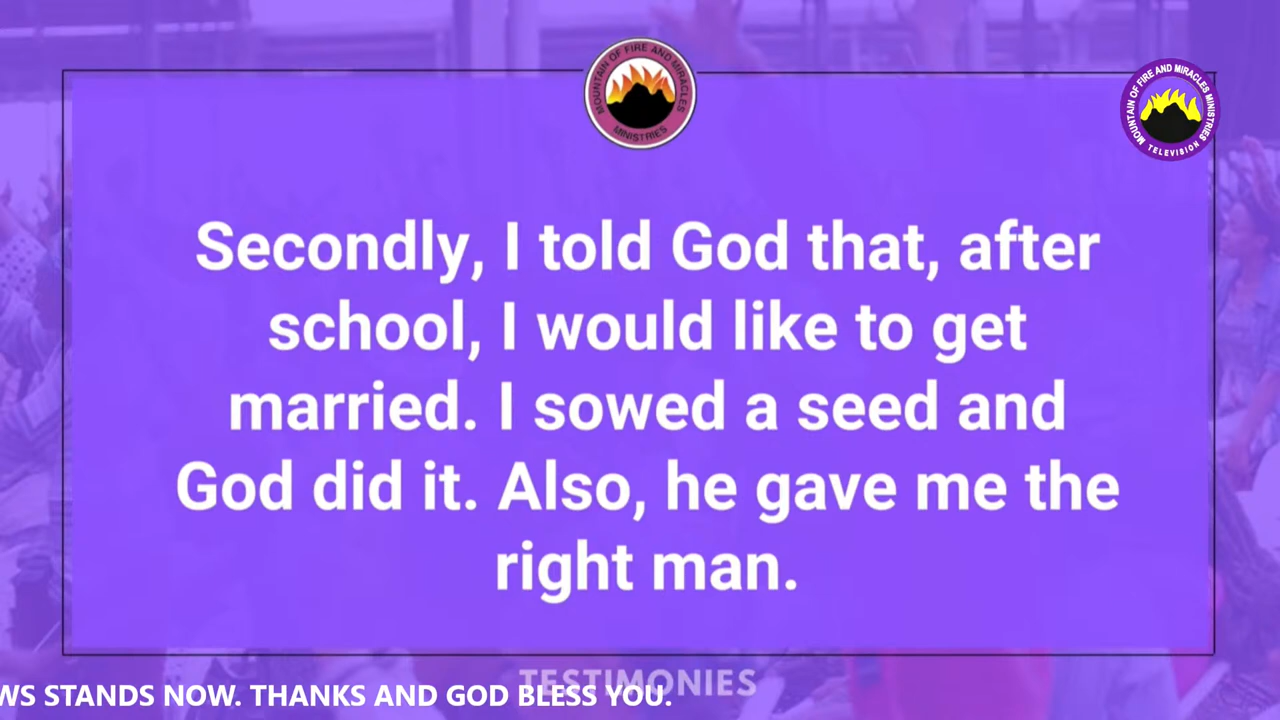 MOUNTAIN OF FIRE AND MIRACLES
MINISTRIES
MOUNTAIN OF FIRE AND MIRACLES MINISTRIES
TELEVISION
Secondly, I told God that, after
school, I would like to get
married. I sowed a seed and
God did it. Also, he gave me the
right man.
TESTIMONIES
WS STANDS NOW. THANKS AND GOD BLESS YOU.